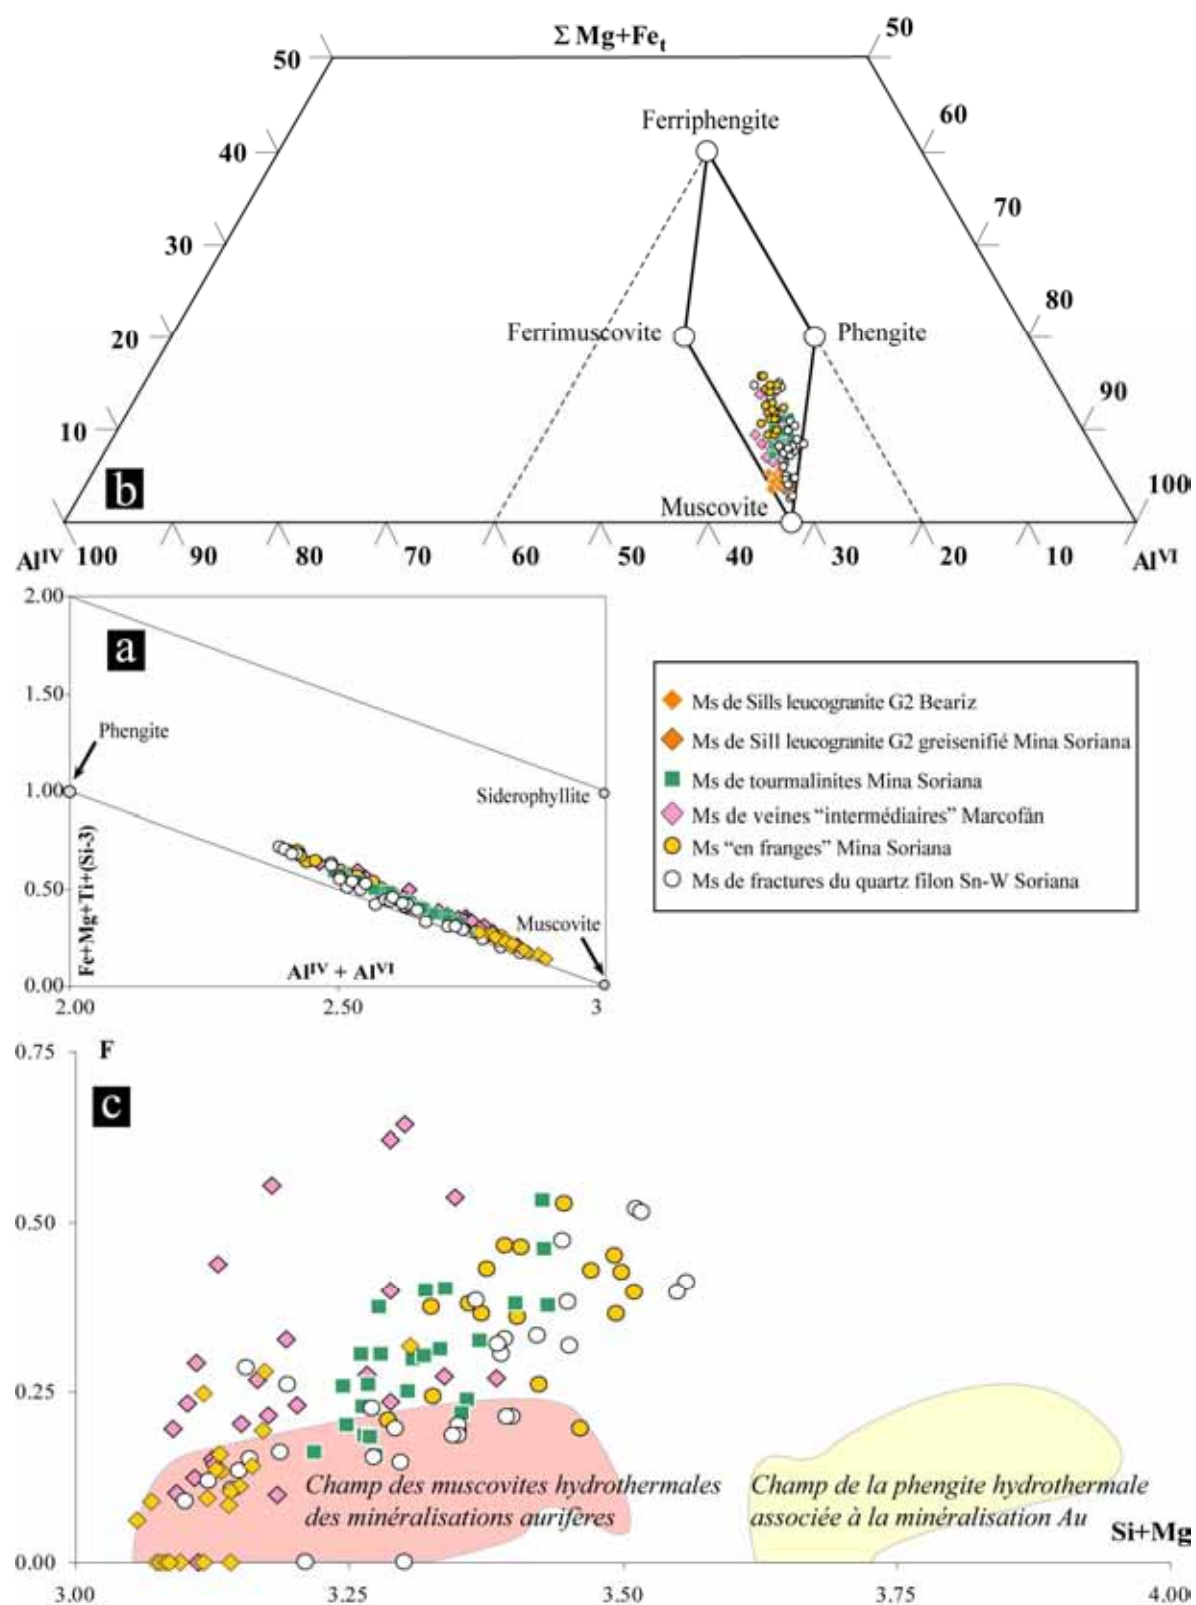 Σ Mg+Fet
50
50
Ferriphengite
60
40
70
30
80
Ferrimuscovite
Phengite
20
90
10
b
Muscovite
100
AlIV 100 90 80 70 60 50 40 30 20 10 AlVI
2.00
a
1.50
Phengite
1.00
Siderophyllite
Fe+Mg+Ti+(Si-3)
0.50
Muscovite
AlIV + AlVI
0.00
2.00 2.50 3
Ms de Sills leucogranite G2 Beariz
Ms de Sill leucogranite G2 greisenifié Mina Soriana
Ms de tourmalinites Mina Soriana
Ms de veines "intermédiaires" Marcofán
Ms "en franges" Mina Soriana
Ms de fractures du quartz filon Sn-W Soriana
0.75
F
c
0.50
0.25
Champ des muscovites hydrothermales
des minéralisations aurifères
Champ de la phengite hydrothermale
associée à la minéralisation Au
Si+Mg
0.00
3.00 3.25 3.50 3.75 4.00